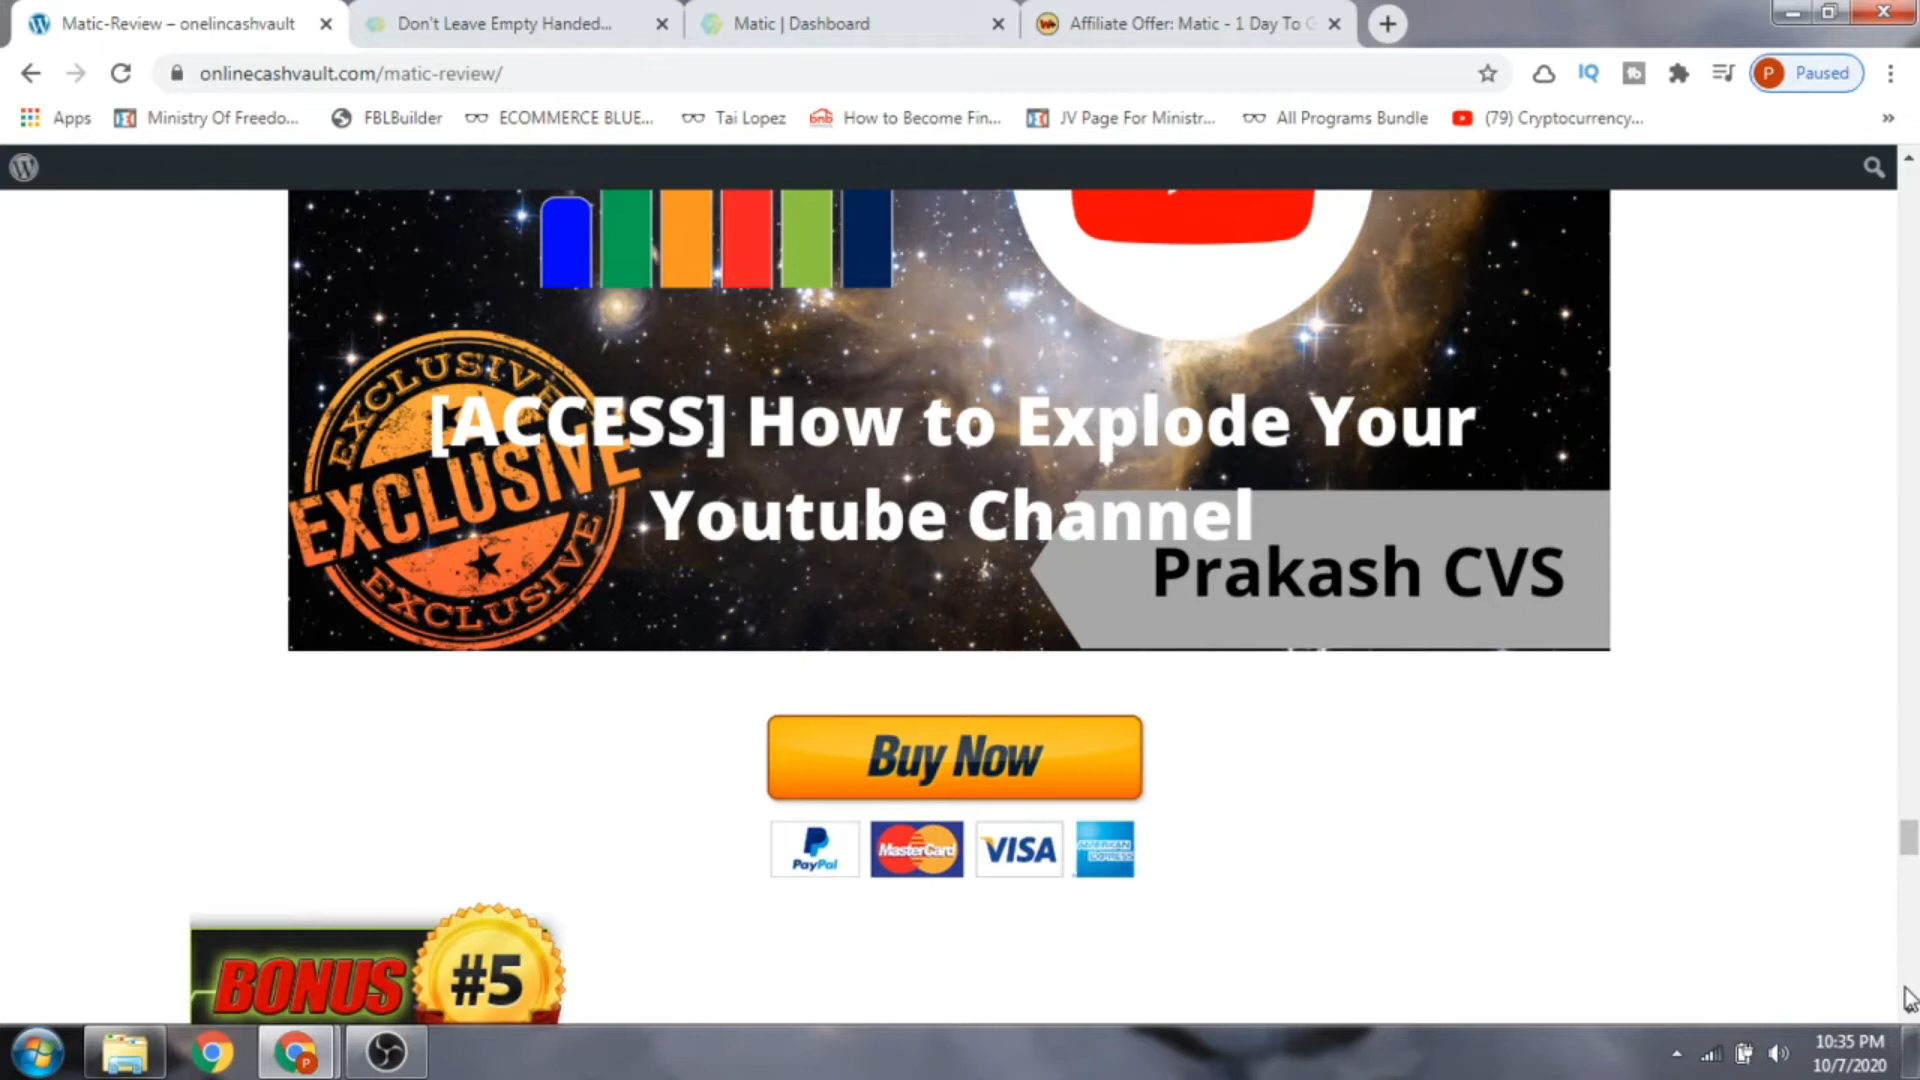 Matic-Review – onelincashvault
Don't Leave Empty Handed...
Matic | Dashboard
Affiliate Offer: Matic - 1 Day To G
onlinecashvault.com/matic-review/
IQ
P
Paused
Apps
Ministry Of Freedo...
FBLBuilder
ECOMMERCE BLUE...
Tai Lopez
bnb
How to Become Fin...
JV Page For Ministr...
All Programs Bundle
(79) Cryptocurrency...
EXCLUSIVE
EXCLUSIVE
EXCLUSIVE
[ACCESS] How to Explode Your
Youtube Channel
Prakash CVS
Buy Now
PayPal
MasterCard
VISA
AMERICAN
EXPRESS
BONUS
#5
10:35 PM
10/7/2020